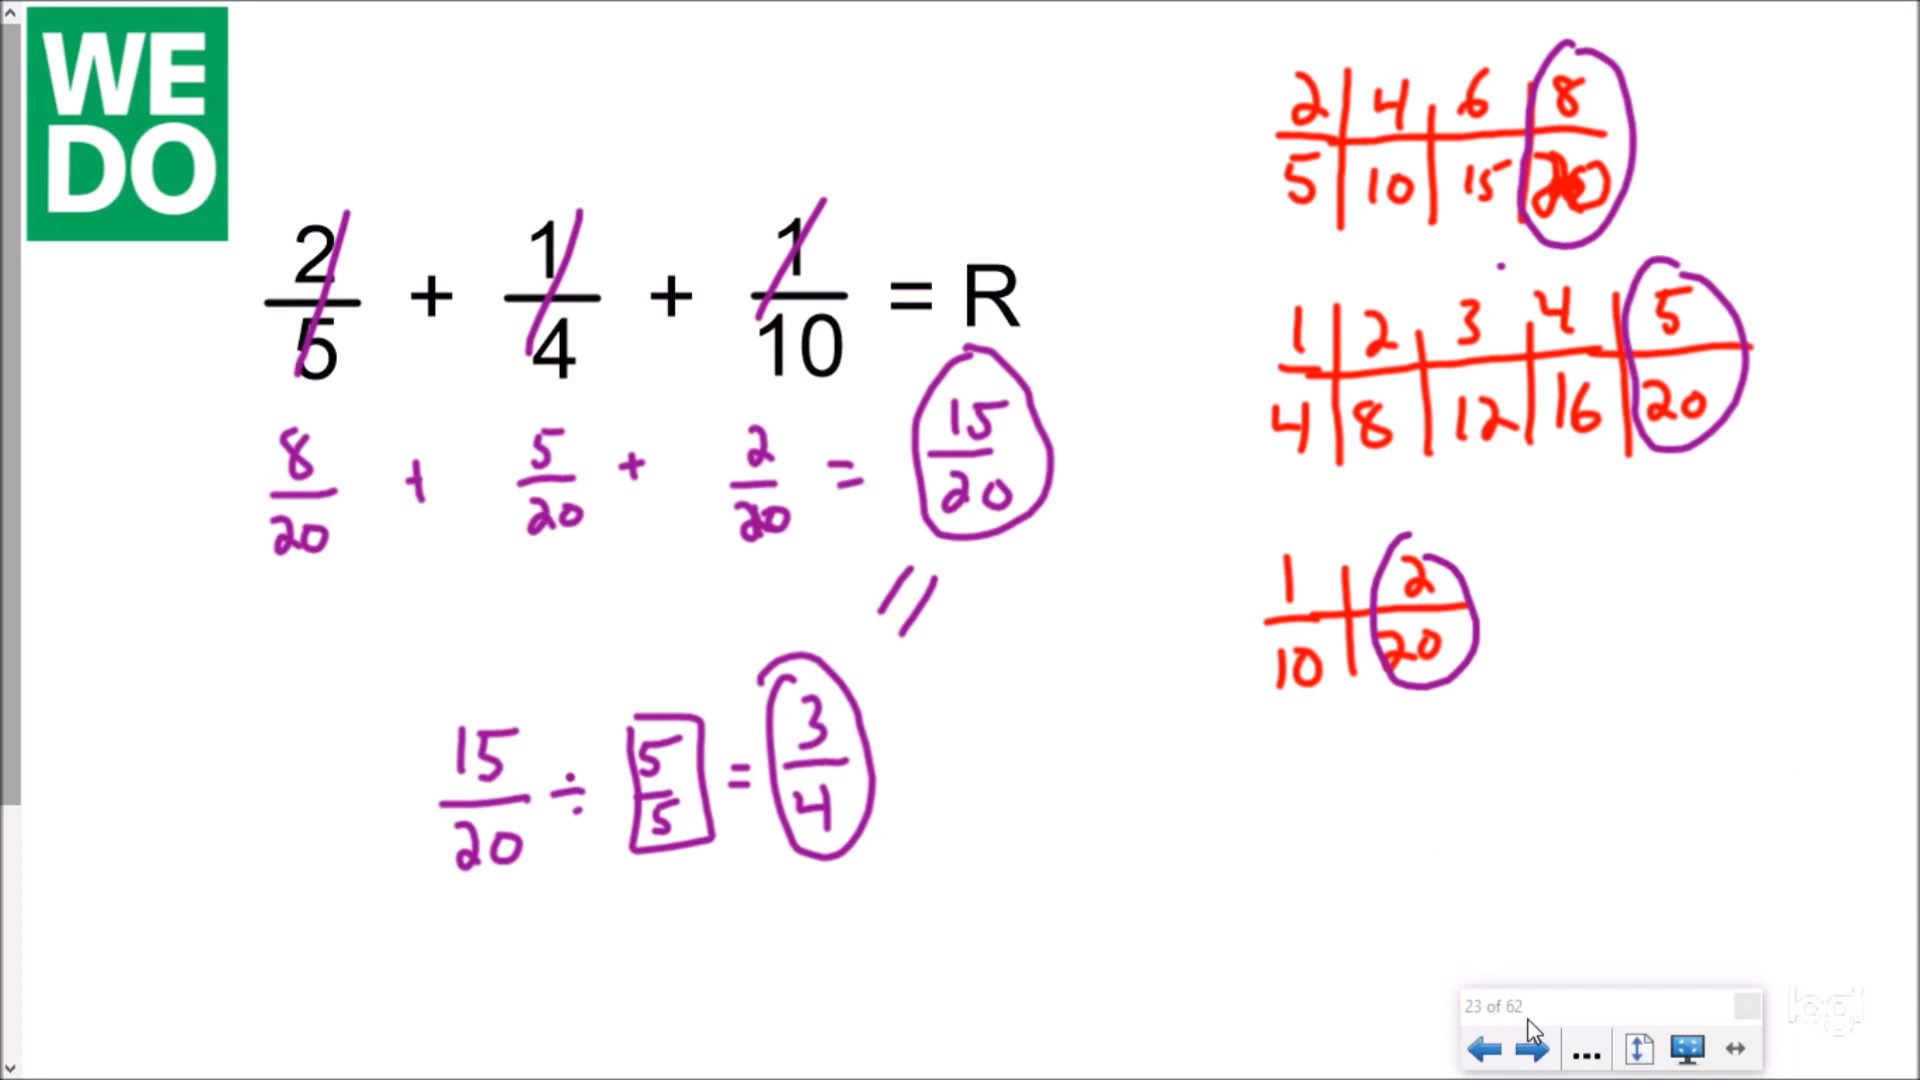 WE
DO
2/5 + 1/4 + 1/10 = R
8/20 + 5/20 + 2/20 = 15/20
//
15/20 ÷ 5/5 = 3/4
2 | 4 | 6 | 8
5 | 10 | 15 | 20
1 | 2 | 3 | 4 | 5
4 | 8 | 12 | 16 | 20
1 | 2
10 | 20
23 of 62
...
logi